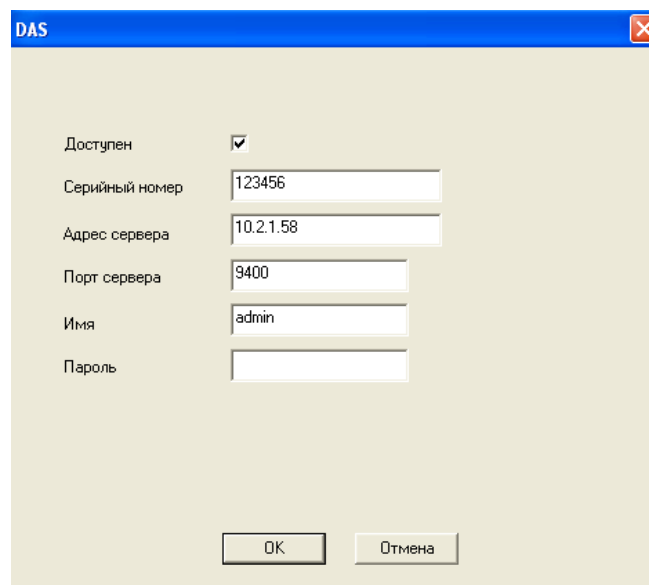 DAS
Доступен
Серийный номер 123456
Адрес сервера 10.2.1.58
Порт сервера 9400
Имя admin
Пароль
OK Отмена